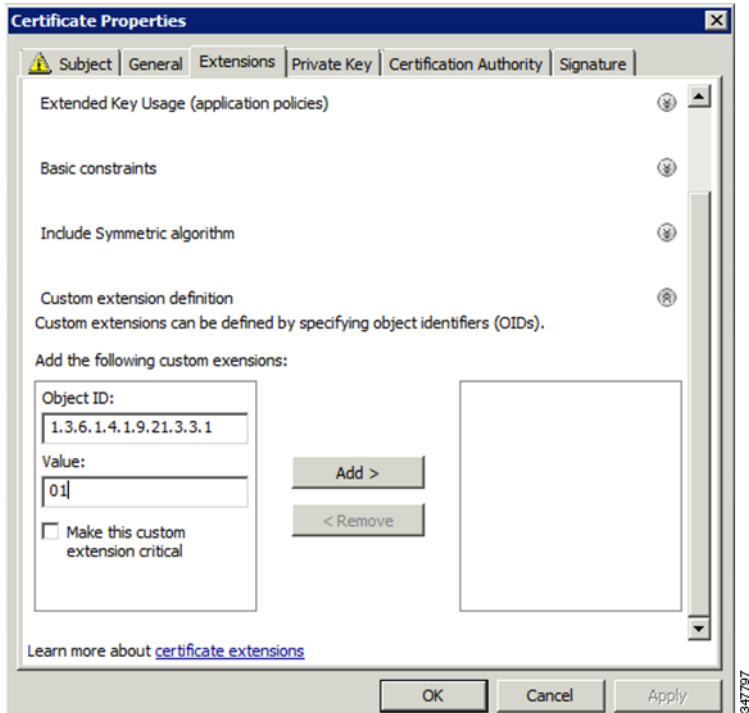 Certificate Properties
Subject General Extensions Private Key Certification Authority Signature
Extended Key Usage (application policies)
Basic constraints
Include Symmetric algorithm
Custom extension definition
Custom extensions can be defined by specifying object identifiers (OIDs).
Add the following custom exensions:
Object ID:
1.3.6.1.4.1.9.21.3.3.1
Value:
01
Make this custom
extension critical
Add >
< Remove
Learn more about certificate extensions
OK Cancel Apply
347797